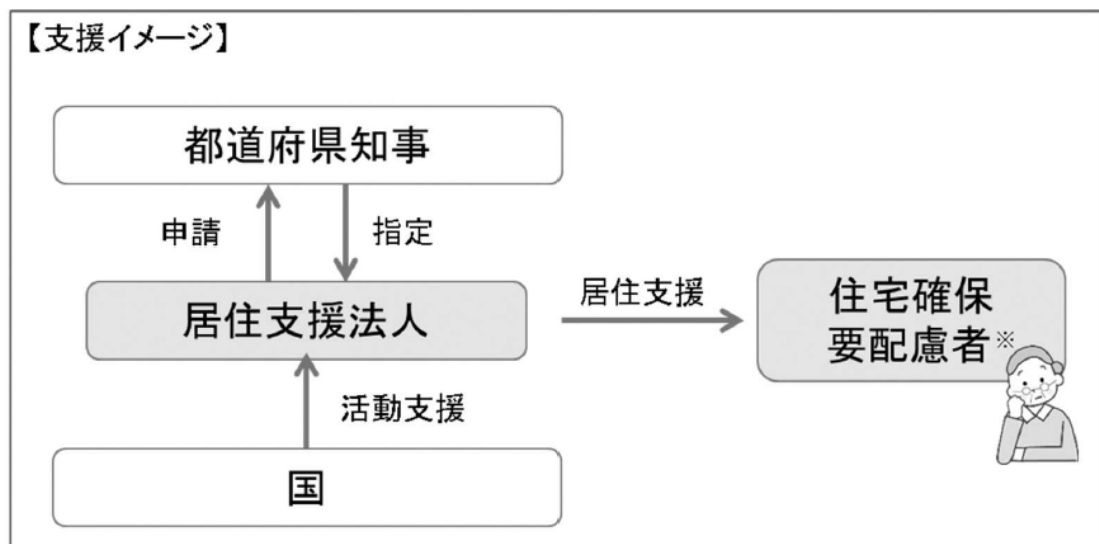 【支援イメージ】
都道府県知事
申請
指定
居住支援法人
居住支援
住宅確保
要配慮者※
活動支援
国